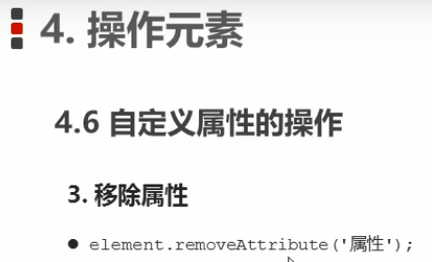 4. 操作元素
4.6 自定义属性的操作
3. 移除属性
● element.removeAttribute('属性');